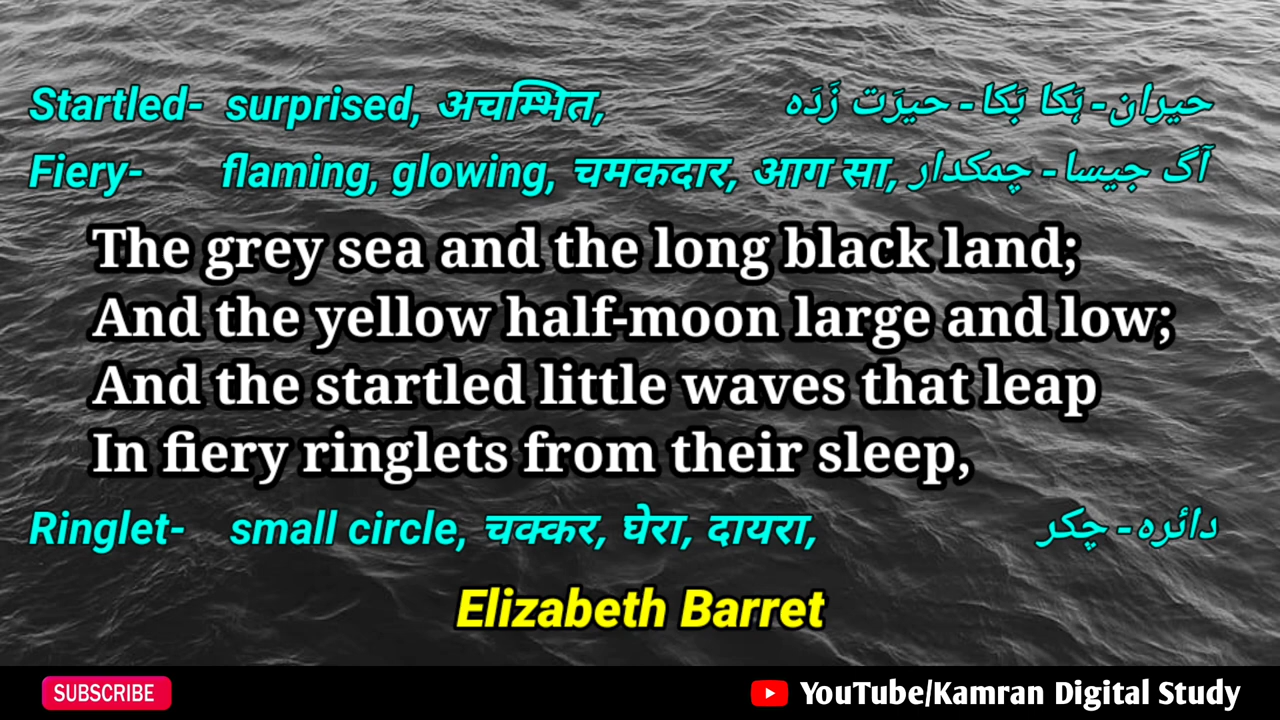 Startled- surprised, अचम्भित, حیران - ہَکا بَکا - حیرَت زَدَہ
Fiery- flaming, glowing, चमकदार, आग सा, آگ جیسا - چمکدار
The grey sea and the long black land;
And the yellow half-moon large and low;
And the startled little waves that leap
In fiery ringlets from their sleep,
Ringlet- small circle, चक्कर, घेरा, दायरा, دائرہ - چکر
Elizabeth Barret
SUBSCRIBE YouTube/Kamran Digital Study